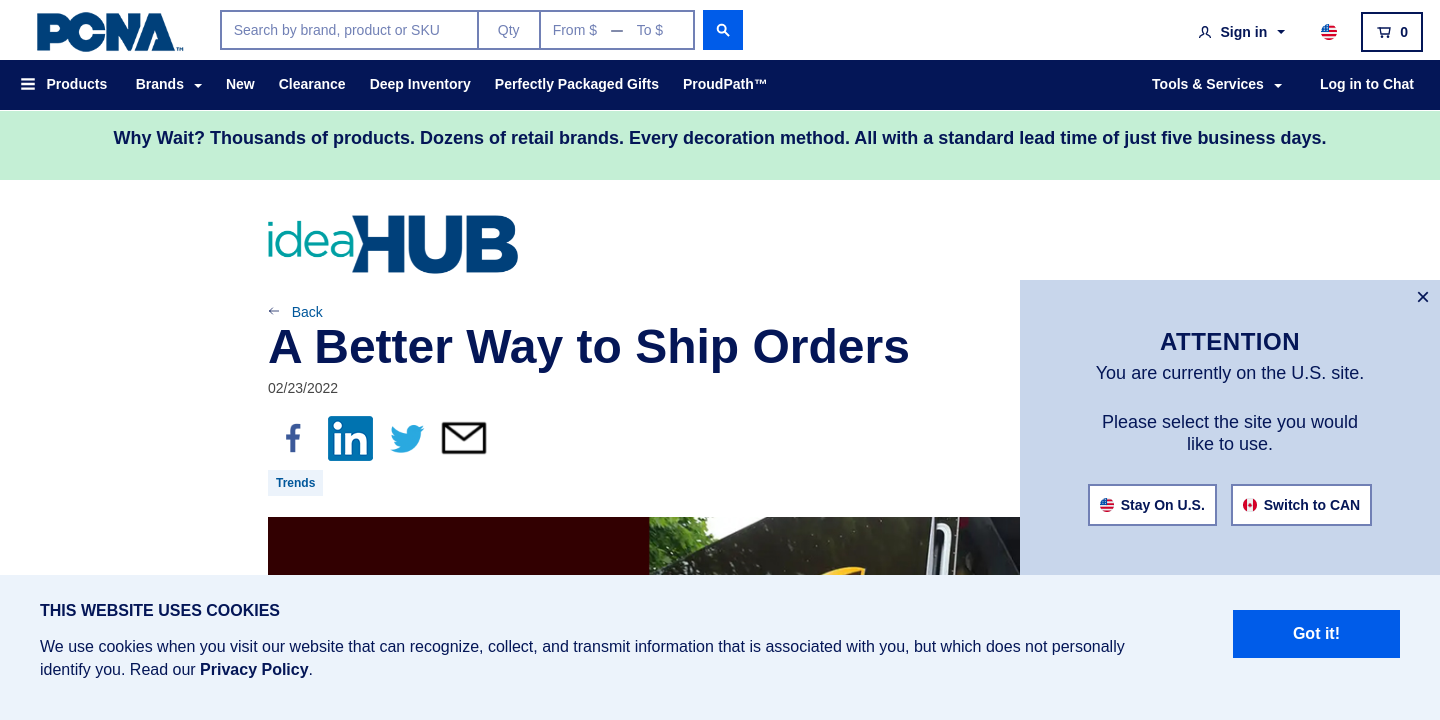 PCNA™
Search by brand, product or SKU
Qty
From $ — To $
Sign in
0
Products
Brands
New
Clearance
Deep Inventory
Perfectly Packaged Gifts
ProudPath™
Tools & Services
Log in to Chat
Why Wait? Thousands of products. Dozens of retail brands. Every decoration method. All with a standard lead time of just five business days.
ideaHUB
Back
A Better Way to Ship Orders
02/23/2022
f
in
Trends
×
ATTENTION
You are currently on the U.S. site.
Please select the site you would
like to use.
Stay On U.S.
Switch to CAN
THIS WEBSITE USES COOKIES
We use cookies when you visit our website that can recognize, collect, and transmit information that is associated with you, but which does not personally
identify you. Read our Privacy Policy.
Got it!